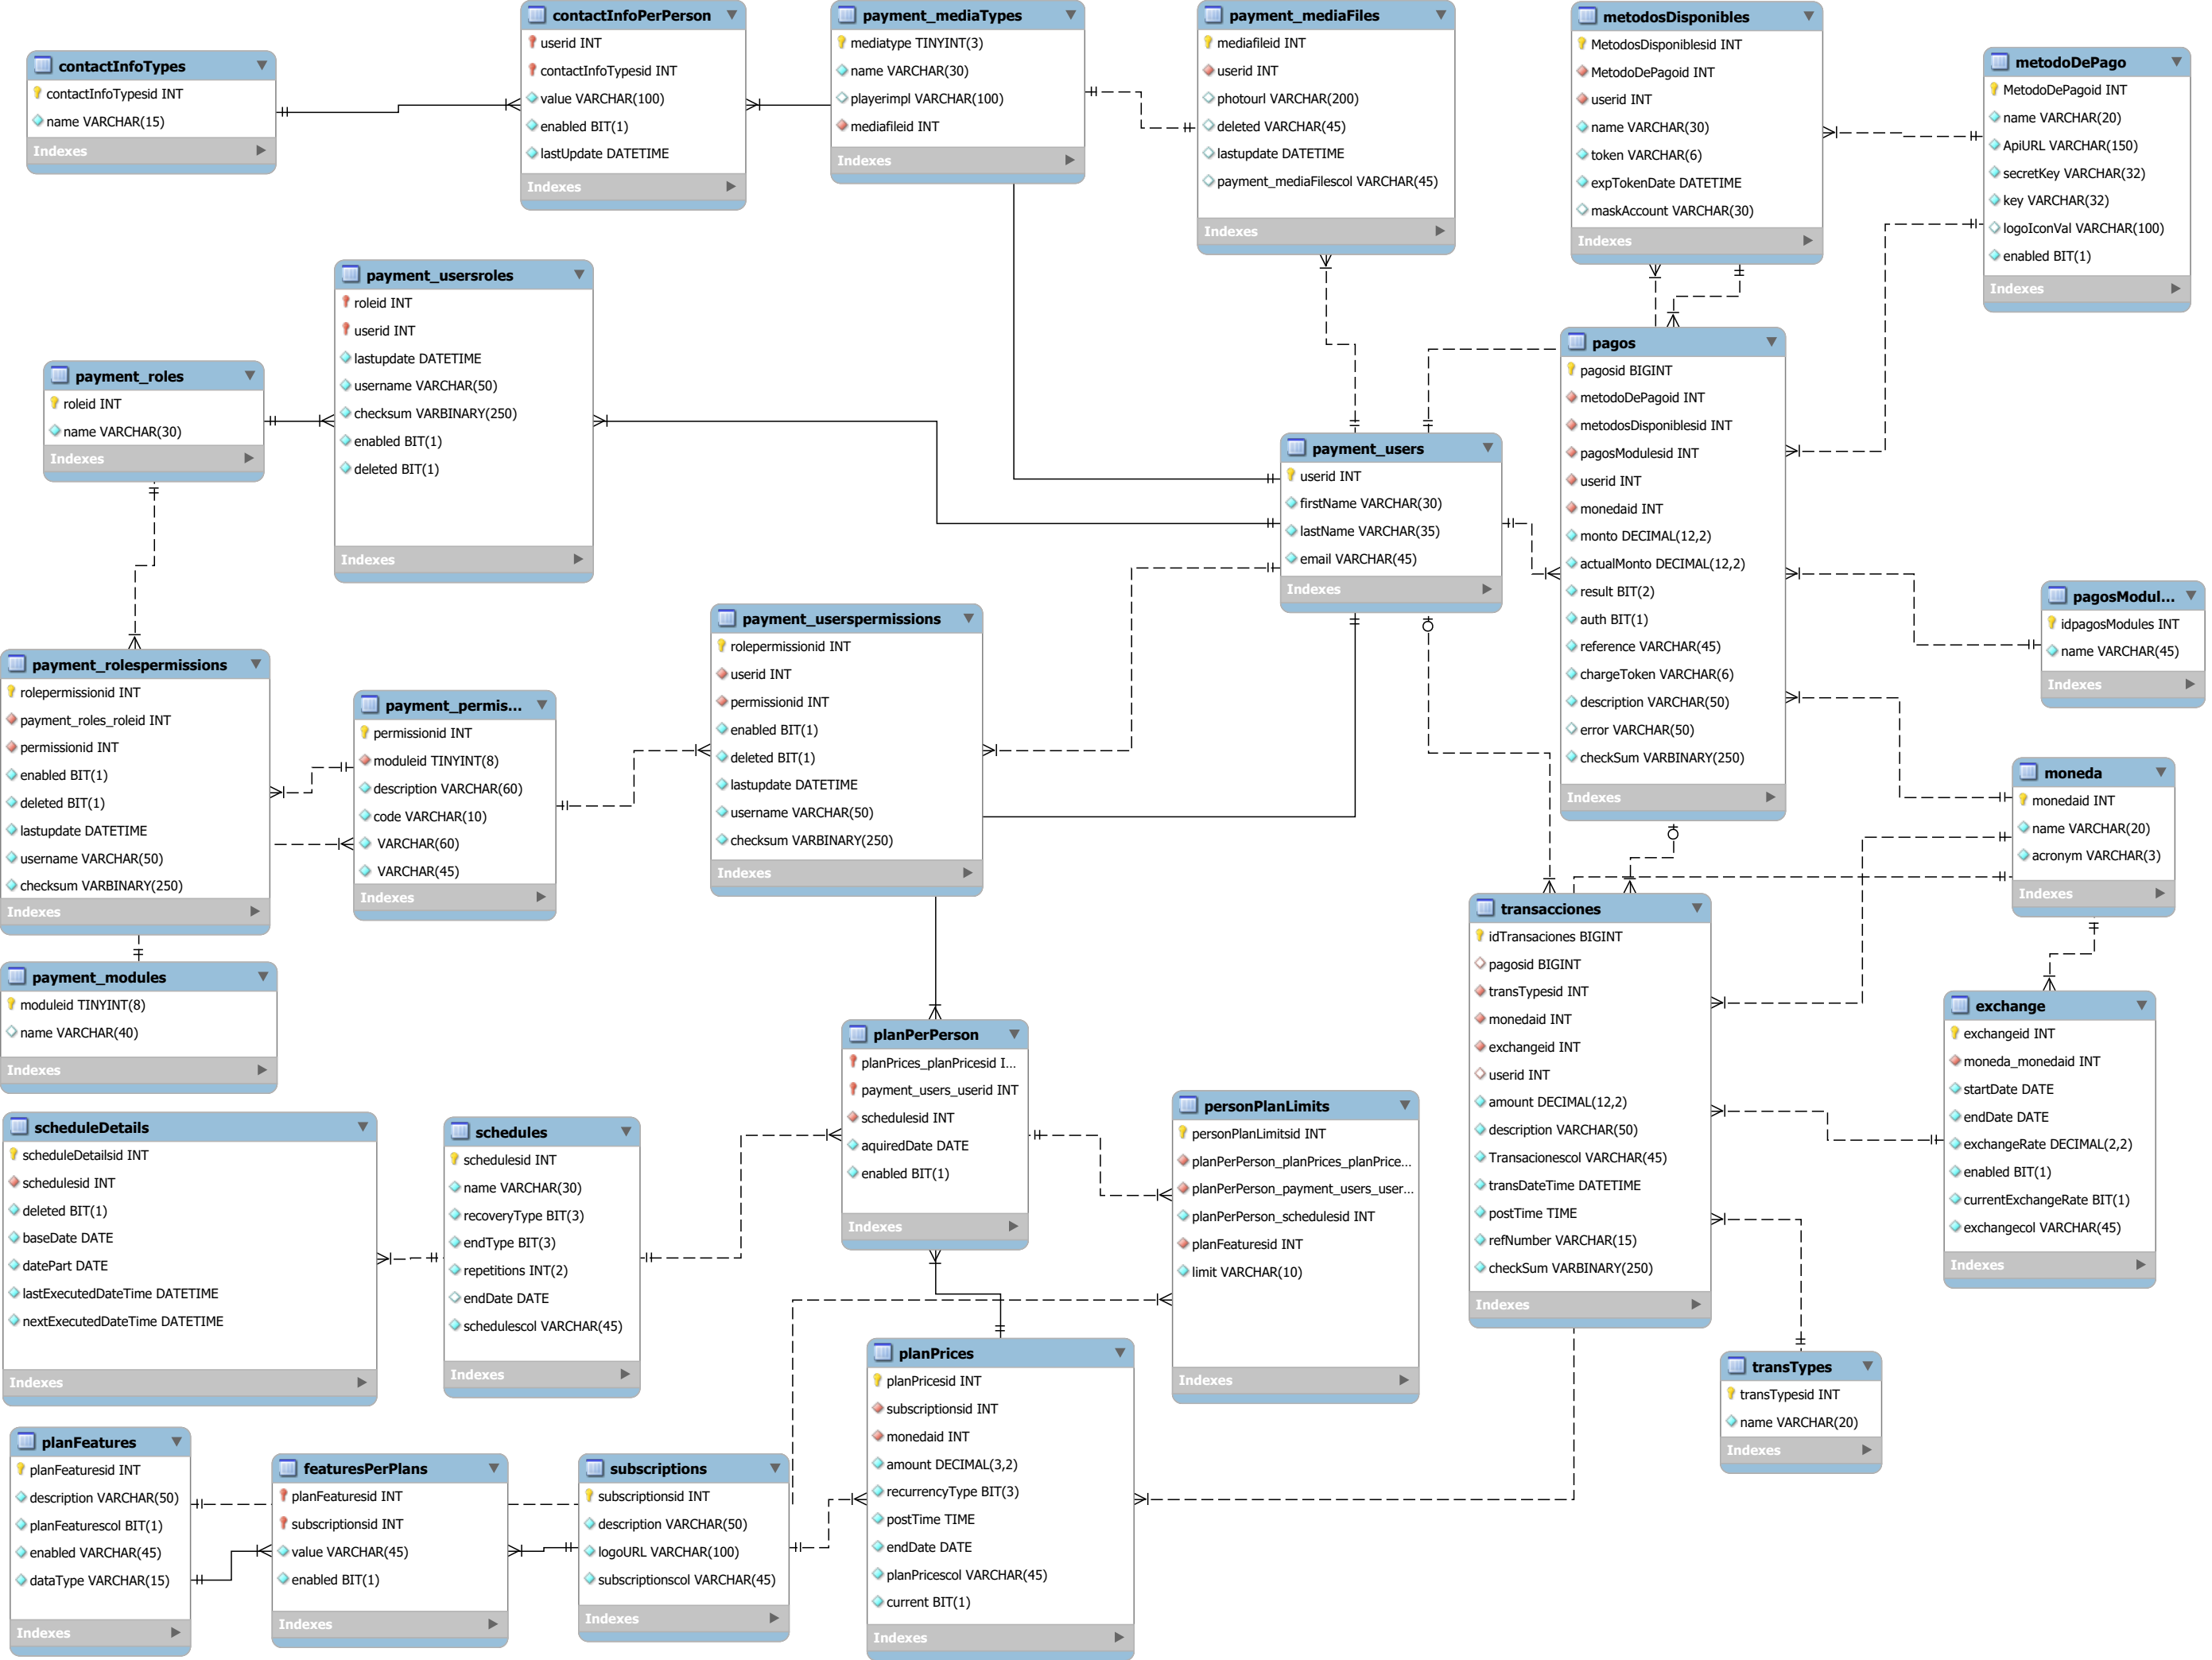 contactInfoTypes
contactInfoTypesid INT
name VARCHAR(15)
Indexes
contactInfoPerPerson
userid INT
contactInfoTypesid INT
value VARCHAR(100)
enabled BIT(1)
lastUpdate DATETIME
Indexes
payment_mediaTypes
mediatype TINYINT(3)
name VARCHAR(30)
playerimpl VARCHAR(100)
mediafileid INT
Indexes
payment_mediaFiles
mediafileid INT
userid INT
photourl VARCHAR(200)
deleted VARCHAR(45)
lastupdate DATETIME
payment_mediaFilescol VARCHAR(45)
Indexes
metodosDisponibles
MetodosDisponiblesid INT
MetodoDePagoid INT
userid INT
name VARCHAR(30)
token VARCHAR(6)
expTokenDate DATETIME
maskAccount VARCHAR(30)
Indexes
metodoDePago
MetodoDePagoid INT
name VARCHAR(20)
ApiURL VARCHAR(150)
secretKey VARCHAR(32)
key VARCHAR(32)
logoIconVal VARCHAR(100)
enabled BIT(1)
Indexes
payment_usersroles
roleid INT
userid INT
lastupdate DATETIME
username VARCHAR(50)
checksum VARBINARY(250)
enabled BIT(1)
deleted BIT(1)
Indexes
payment_roles
roleid INT
name VARCHAR(30)
Indexes
pagos
pagosid BIGINT
metodoDePagoid INT
metodosDisponiblesid INT
pagosModulesid INT
userid INT
monedaid INT
monto DECIMAL(12,2)
actualMonto DECIMAL(12,2)
result BIT(2)
auth BIT(1)
reference VARCHAR(45)
chargeToken VARCHAR(6)
description VARCHAR(50)
error VARCHAR(50)
checkSum VARBINARY(250)
Indexes
payment_users
userid INT
firstName VARCHAR(30)
lastName VARCHAR(35)
email VARCHAR(45)
Indexes
pagosModul...
idpagosModules INT
name VARCHAR(45)
Indexes
payment_userspermissions
rolepermissionid INT
userid INT
permissionid INT
enabled BIT(1)
deleted BIT(1)
lastupdate DATETIME
username VARCHAR(50)
checksum VARBINARY(250)
Indexes
payment_rolespermissions
rolepermissionid INT
payment_roles_roleid INT
permissionid INT
enabled BIT(1)
deleted BIT(1)
lastupdate DATETIME
username VARCHAR(50)
checksum VARBINARY(250)
Indexes
payment_permis...
permissionid INT
moduleid TINYINT(8)
description VARCHAR(60)
code VARCHAR(10)
VARCHAR(60)
VARCHAR(45)
Indexes
moneda
monedaid INT
name VARCHAR(20)
acronym VARCHAR(3)
Indexes
transacciones
idTransaciones BIGINT
pagosid BIGINT
transTypesid INT
monedaid INT
exchangeid INT
userid INT
amount DECIMAL(12,2)
description VARCHAR(50)
Transacionescol VARCHAR(45)
transDateTime DATETIME
postTime TIME
refNumber VARCHAR(15)
checkSum VARBINARY(250)
Indexes
payment_modules
moduleid TINYINT(8)
name VARCHAR(40)
Indexes
exchange
exchangeid INT
moneda_monedaid INT
startDate DATE
endDate DATE
exchangeRate DECIMAL(2,2)
enabled BIT(1)
currentExchangeRate BIT(1)
exchangecol VARCHAR(45)
Indexes
planPerPerson
planPrices_planPricesid I...
payment_users_userid INT
schedulesid INT
aquiredDate DATE
enabled BIT(1)
Indexes
personPlanLimits
personPlanLimitsid INT
planPerPerson_planPrices_planPrice...
planPerPerson_payment_users_user...
planPerPerson_schedulesid INT
planFeaturesid INT
limit VARCHAR(10)
Indexes
scheduleDetails
scheduleDetailsid INT
schedulesid INT
deleted BIT(1)
baseDate DATE
datePart DATE
lastExecutedDateTime DATETIME
nextExecutedDateTime DATETIME
Indexes
schedules
schedulesid INT
name VARCHAR(30)
recoveryType BIT(3)
endType BIT(3)
repetitions INT(2)
endDate DATE
schedulescol VARCHAR(45)
Indexes
planPrices
planPricesid INT
subscriptionsid INT
monedaid INT
amount DECIMAL(3,2)
recurrencyType BIT(3)
postTime TIME
endDate DATE
planPricescol VARCHAR(45)
current BIT(1)
Indexes
transTypes
transTypesid INT
name VARCHAR(20)
Indexes
planFeatures
planFeaturesid INT
description VARCHAR(50)
planFeaturescol BIT(1)
enabled VARCHAR(45)
dataType VARCHAR(15)
Indexes
featuresPerPlans
planFeaturesid INT
subscriptionsid INT
value VARCHAR(45)
enabled BIT(1)
Indexes
subscriptions
subscriptionsid INT
description VARCHAR(50)
logoURL VARCHAR(100)
subscriptionscol VARCHAR(45)
Indexes